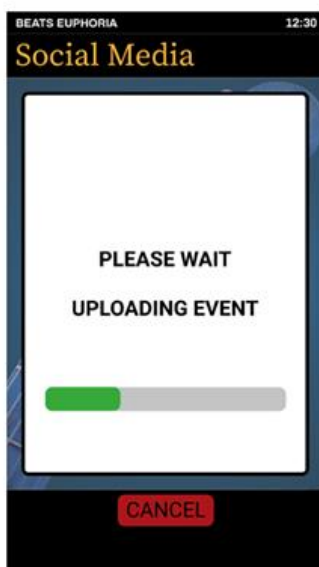 BEATS EUPHORIA 12:30
Social Media
PLEASE WAIT
UPLOADING EVENT
CANCEL